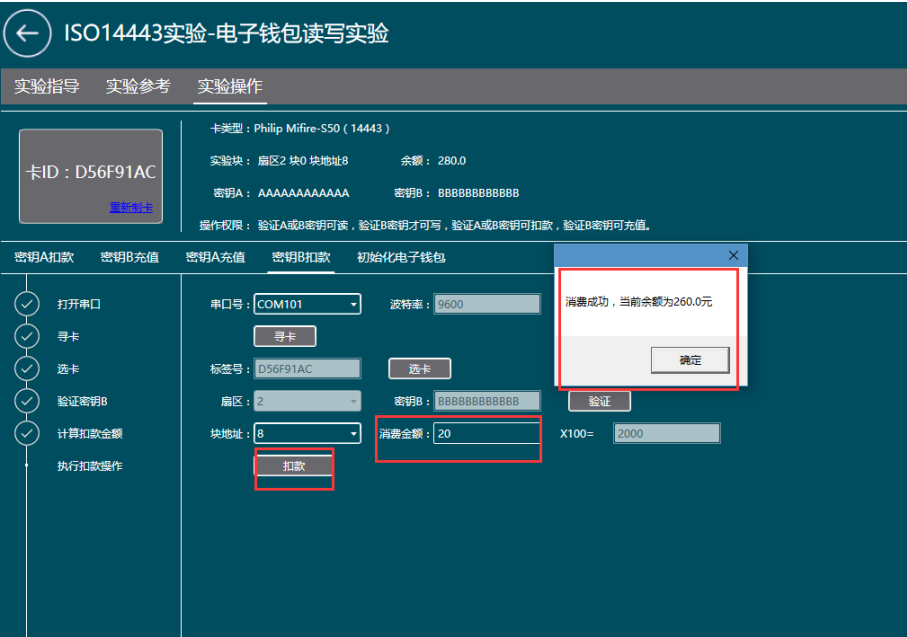 ISO14443实验-电子钱包读写实验
实验指导 实验参考 实验操作
卡ID：D56F91AC
重新制卡
卡类型：Philip Mifire-S50（14443）
实验块： 扇区2 块0 块地址8 余额： 280.0
密钥A： AAAAAAAAAAAA 密钥B： BBBBBBBBBBBB
操作权限： 验证A或B密钥可读，验证B密钥才可写，验证A或B密钥可扣款，验证B密钥可充值。
密钥A扣款 密钥B充值 密钥A充值 密钥B扣款 初始化电子钱包
打开串口 串口号： COM101 波特率： 9600
寻卡 寻卡
选卡 标签号： D56F91AC 选卡
验证密钥B 扇区： 2 密钥B： BBBBBBBBBBBB 验证
计算扣款金额 块地址： 8 消费金额： 20 X100= 2000
执行扣款操作 扣款
消费成功，当前余额为260.0元
确定